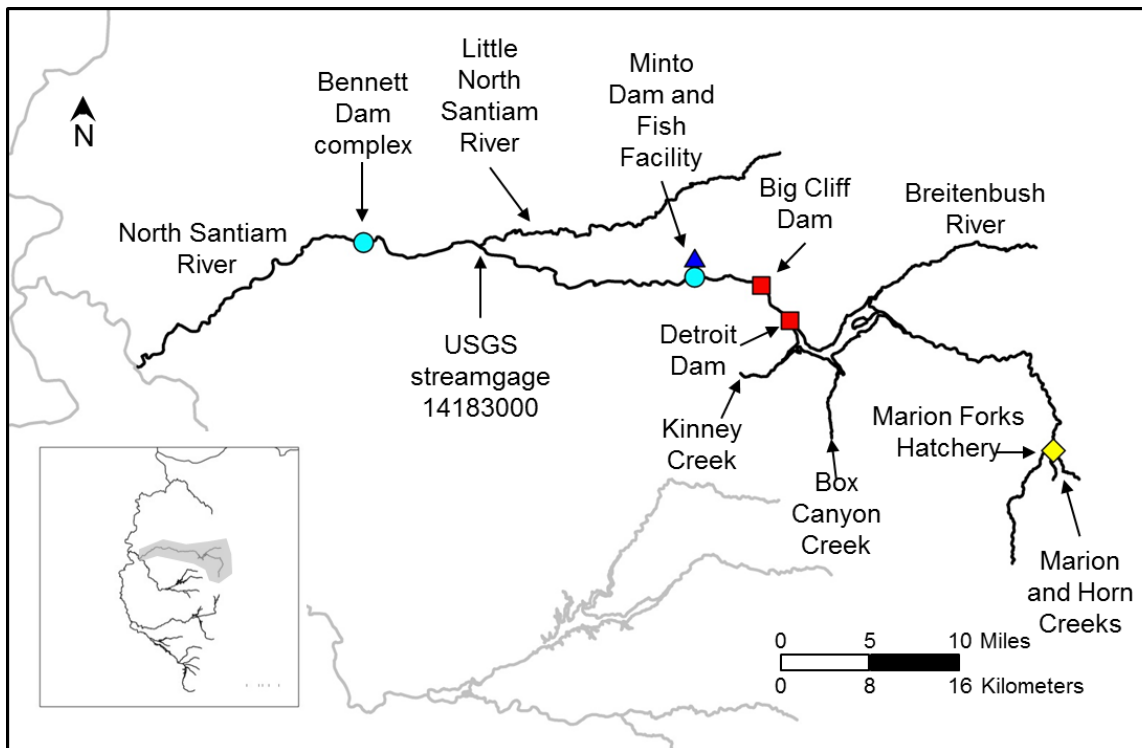 N
Bennett
Dam
complex
Little
North
Santiam
River
Minto
Dam and
Fish
Facility
Big Cliff
Dam
Breitenbush
River
North Santiam
River
USGS
streamgage
14183000
Detroit
Dam
Kinney
Creek
Box
Canyon
Creek
Marion Forks
Hatchery
Marion
and Horn
Creeks
0 5 10 Miles
0 8 16 Kilometers